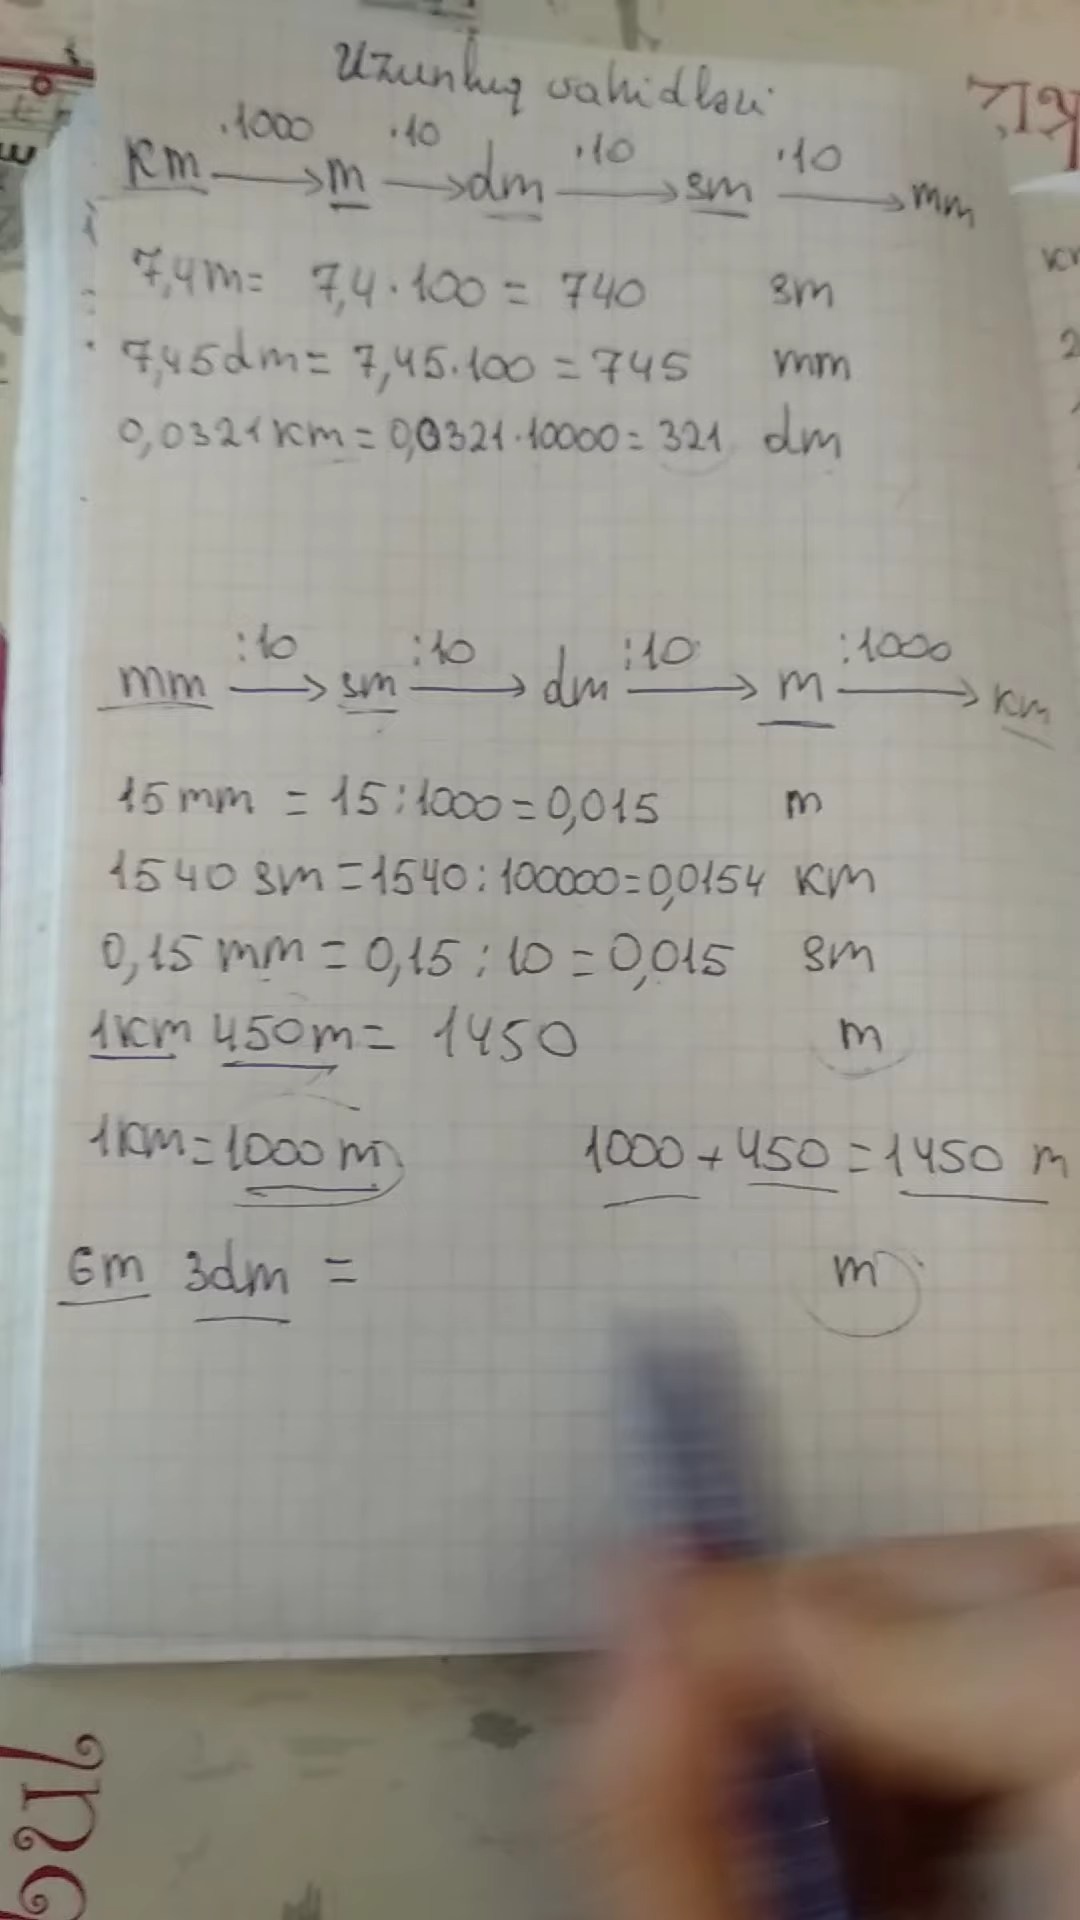 Uzunluq vahidləri
km →·1000 m →·10 dm →·10 sm →·10 mm
7,4m = 7,4·100 = 740 sm
7,45dm = 7,45·100 = 745 mm
0,0321km = 0,0321·10000 = 321 dm
mm →:10 sm →:10 dm →:10 m →:1000 km
15mm = 15:1000 = 0,015 m
1540 sm = 1540:100000 = 0,0154 km
0,15 mm = 0,15:10 = 0,015 sm
1km 450m = 1450 m
1km = 1000 m 1000 + 450 = 1450 m
6m 3dm = m